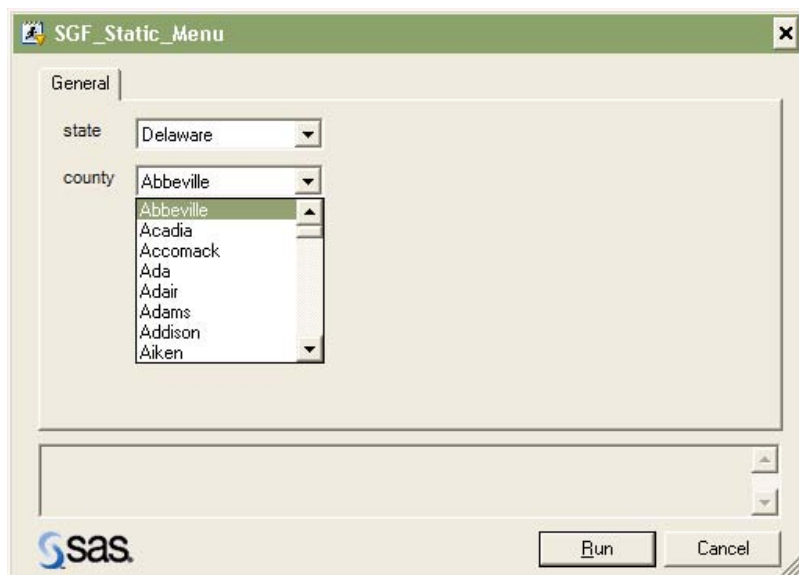 SGF_Static_Menu
General
state Delaware
county Abbeville
Abbeville
Acadia
Accomack
Ada
Adair
Adams
Addison
Aiken
sas.
Run Cancel